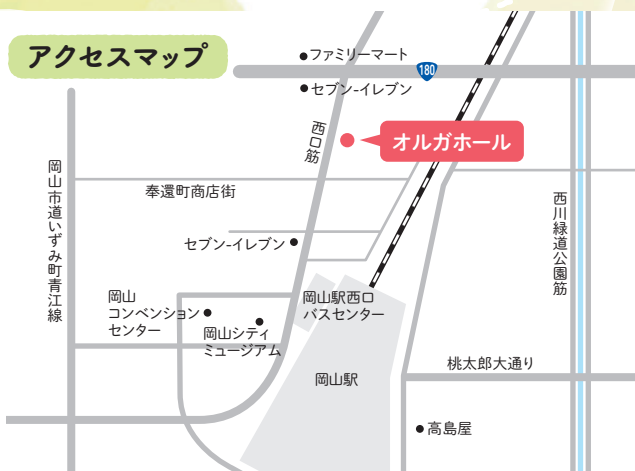 アクセスマップ
ファミリーマート
180
セブン-イレブン
西口筋
オルガホール
岡山市道いずみ町青江線
奉還町商店街
西川緑道公園筋
セブン-イレブン
岡山
コンベンション
センター
岡山シティ
ミュージアム
岡山駅西口
バスセンター
岡山駅
桃太郎大通り
高島屋